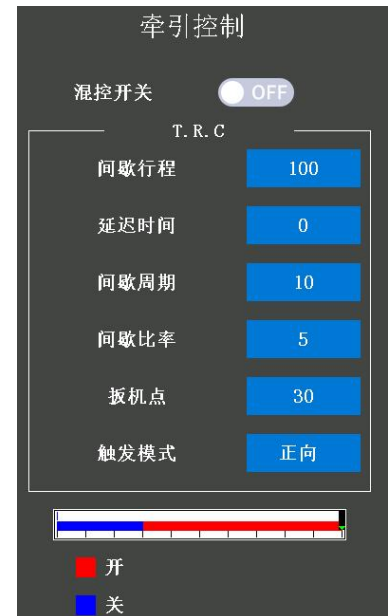 牵引控制
混控开关 OFF
T.R.C
间歇行程 100
延迟时间 0
间歇周期 10
间歇比率 5
扳机点 30
触发模式 正向
开
关